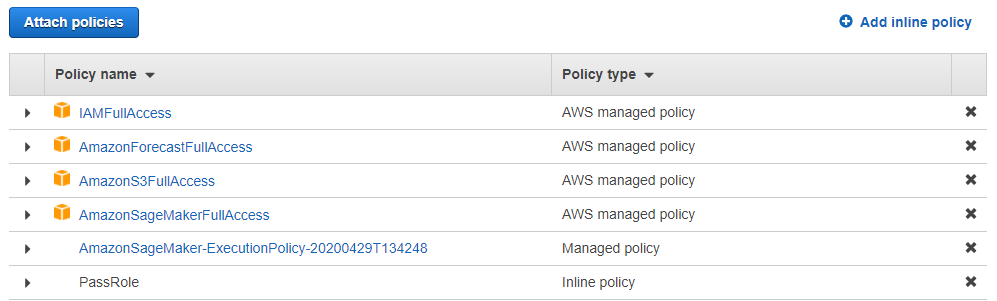 Attach policies
Add inline policy
Policy name Policy type
IAMFullAccess AWS managed policy
AmazonForecastFullAccess AWS managed policy
AmazonS3FullAccess AWS managed policy
AmazonSageMakerFullAccess AWS managed policy
AmazonSageMaker-ExecutionPolicy-20200429T134248 Managed policy
PassRole Inline policy